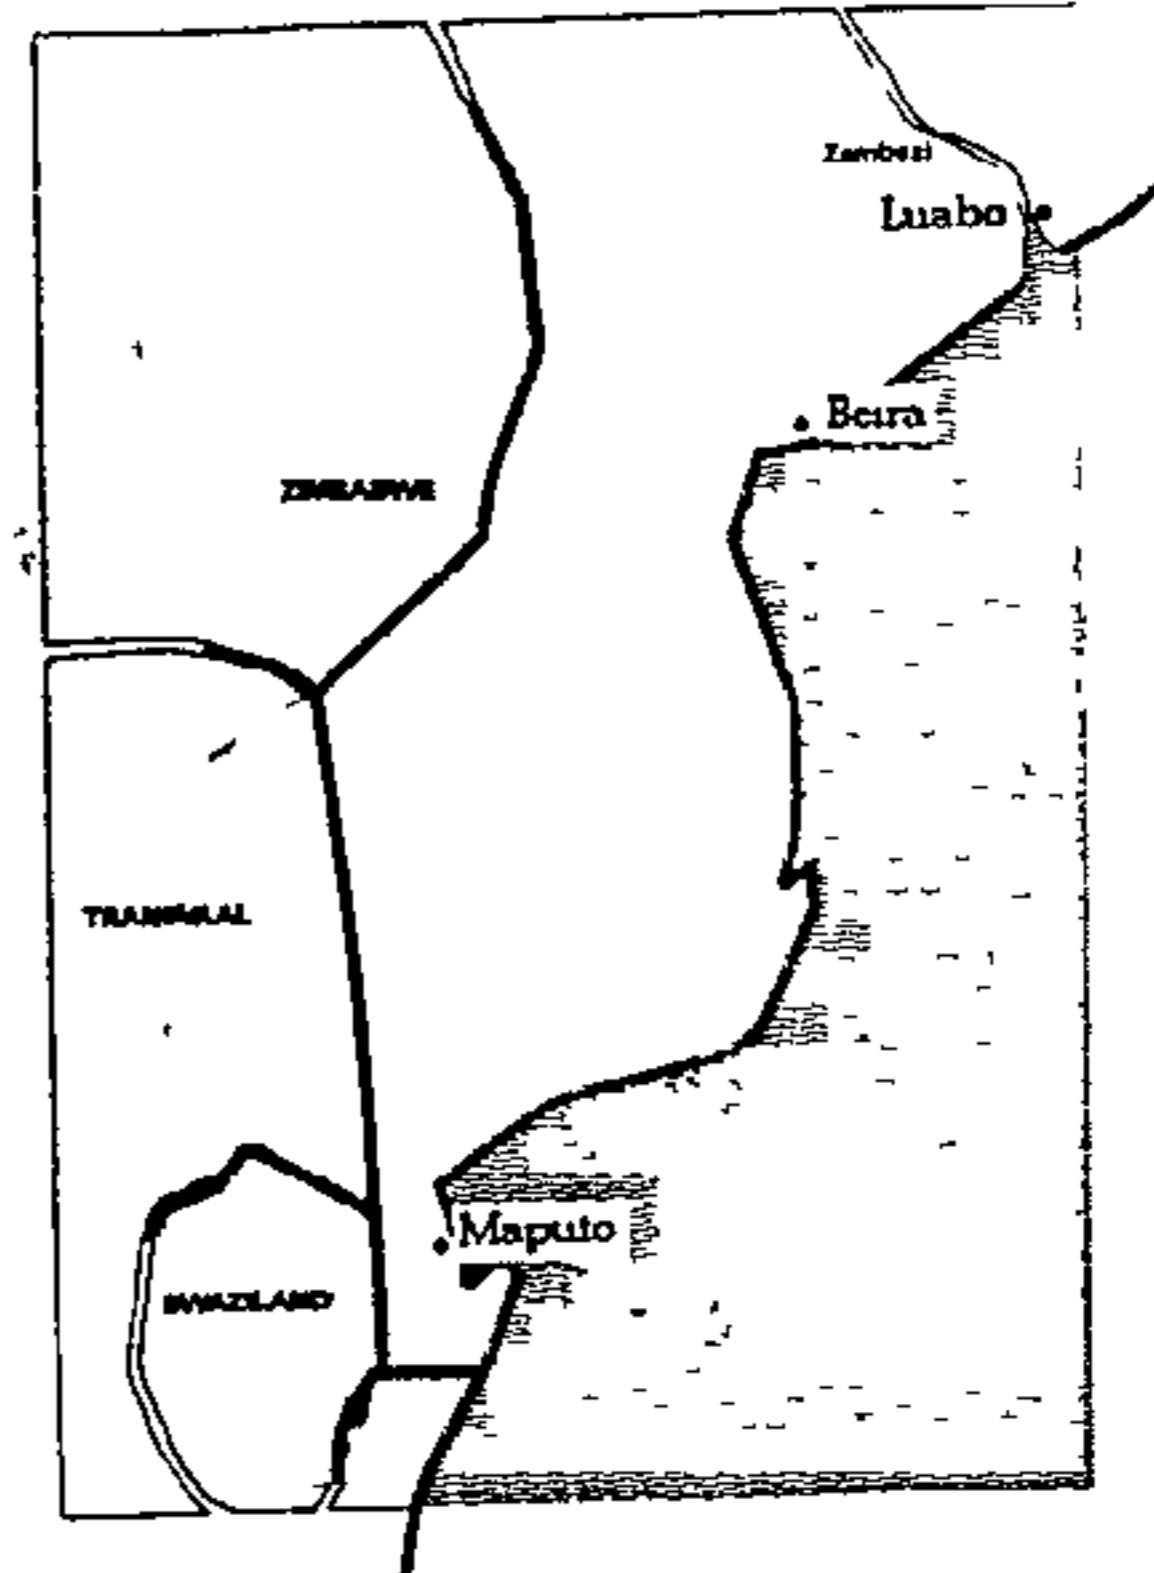 Zambezi
Luabo
Beira
ZIMBABWE
TRANSVAAL
Maputo
SWAZILAND